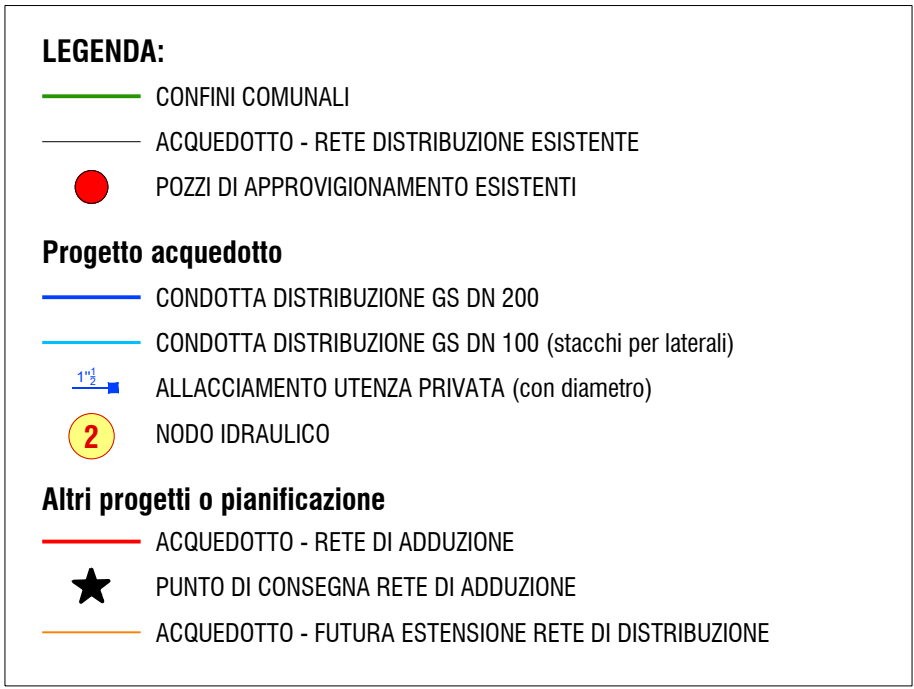 LEGENDA:
CONFINI COMUNALI
ACQUEDOTTO - RETE DISTRIBUZIONE ESISTENTE
POZZI DI APPROVIGIONAMENTO ESISTENTI
Progetto acquedotto
CONDOTTA DISTRIBUZIONE GS DN 200
CONDOTTA DISTRIBUZIONE GS DN 100 (stacchi per laterali)
1"½ ALLACCIAMENTO UTENZA PRIVATA (con diametro)
2 NODO IDRAULICO
Altri progetti o pianificazione
ACQUEDOTTO - RETE DI ADDUZIONE
PUNTO DI CONSEGNA RETE DI ADDUZIONE
ACQUEDOTTO - FUTURA ESTENSIONE RETE DI DISTRIBUZIONE